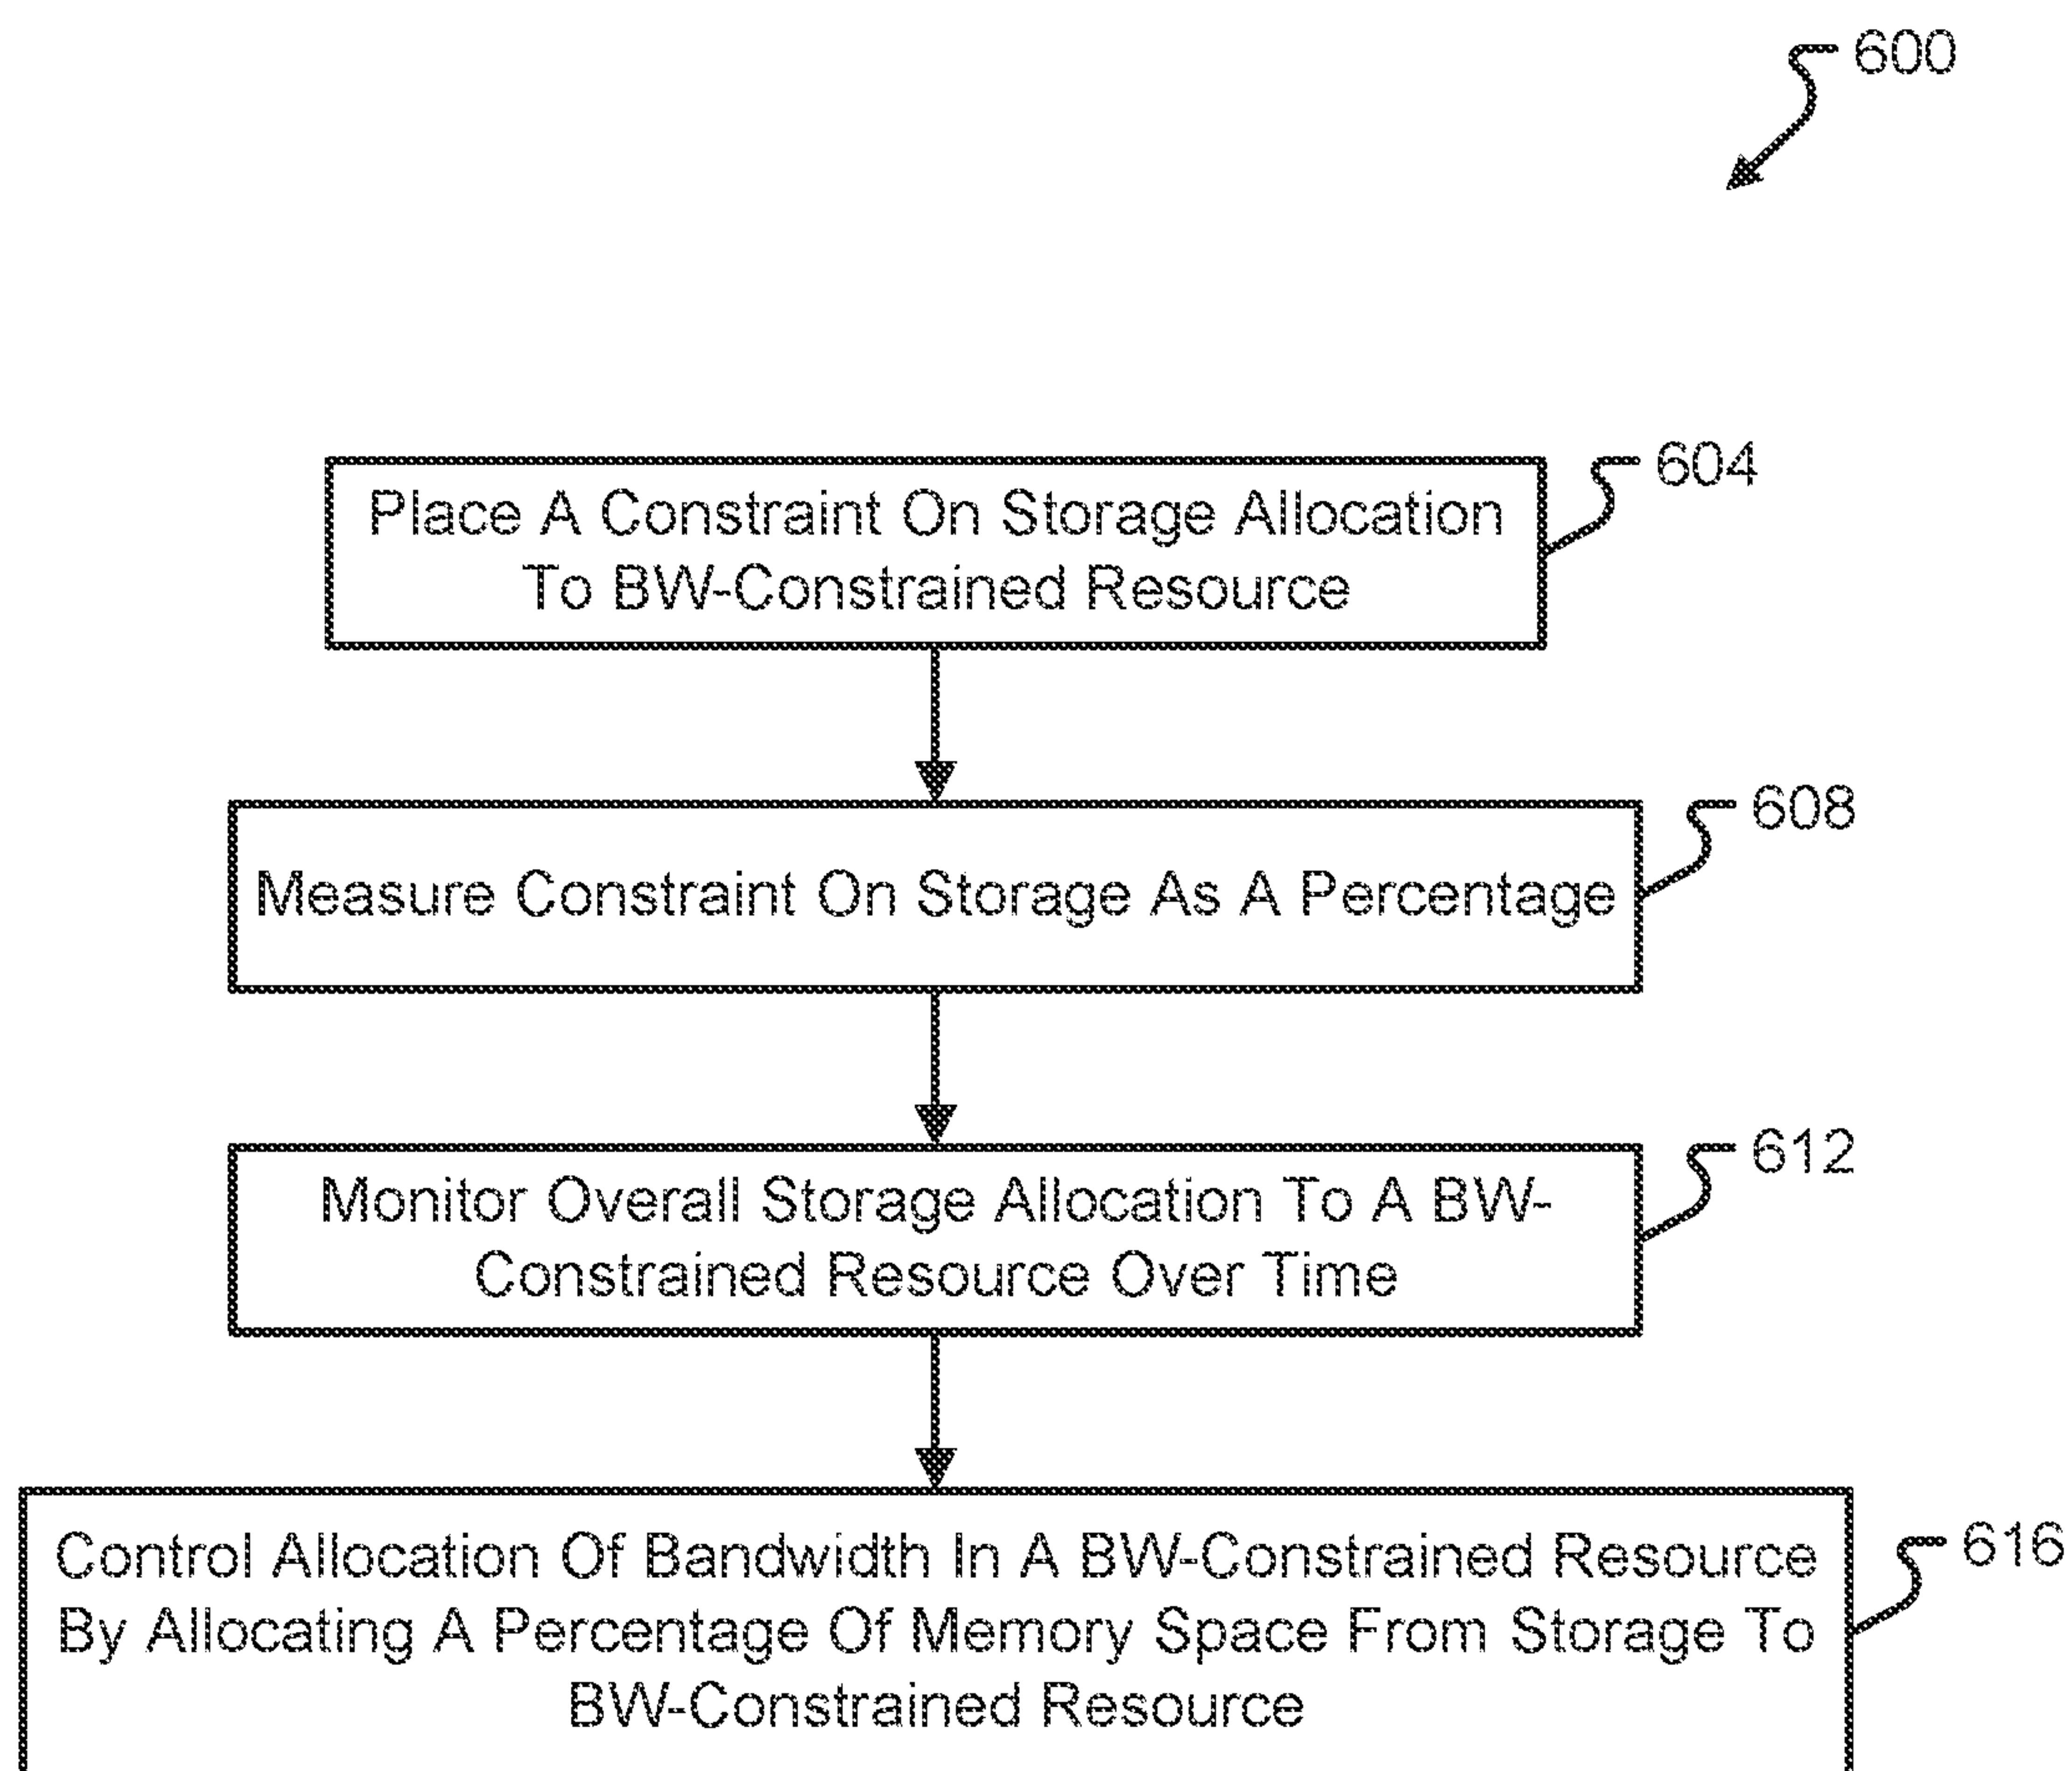 600
Place A Constraint On Storage Allocation
To BW-Constrained Resource
604
Measure Constraint On Storage As A Percentage
608
Monitor Overall Storage Allocation To A BW-
Constrained Resource Over Time
612
Control Allocation Of Bandwidth In A BW-Constrained Resource
By Allocating A Percentage Of Memory Space From Storage To
BW-Constrained Resource
616